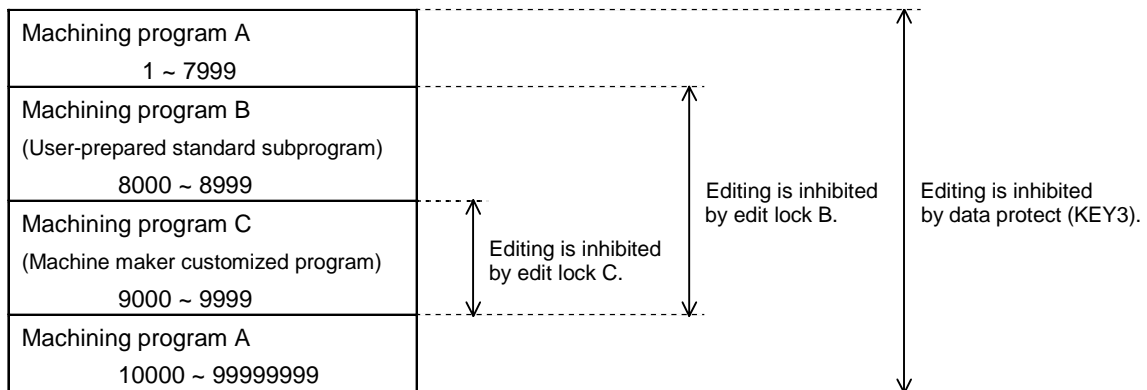 Machining program A
1 ~ 7999
Machining program B
(User-prepared standard subprogram)
8000 ~ 8999
Machining program C
(Machine maker customized program)
9000 ~ 9999
Machining program A
10000 ~ 99999999
Editing is inhibited
by edit lock C.
Editing is inhibited
by edit lock B.
Editing is inhibited
by data protect (KEY3).